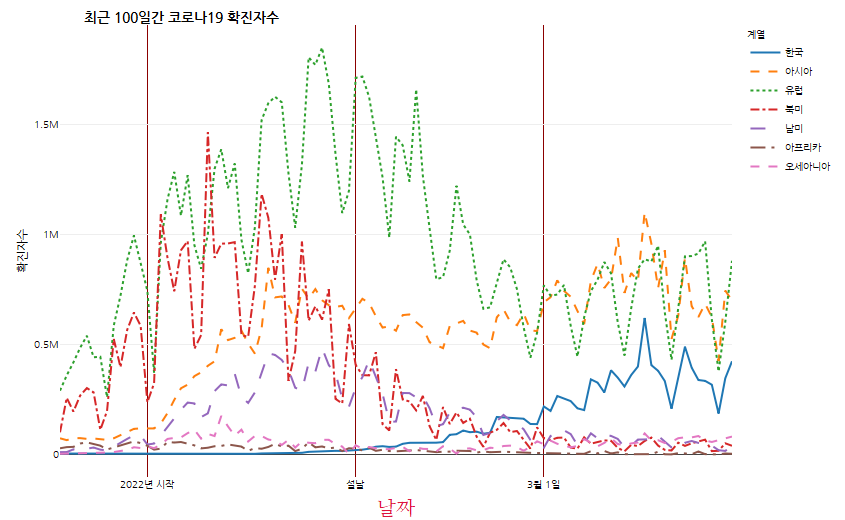 최근 100일간 코로나19 확진자수
계열
한국
아시아
유럽
북미
남미
아프리카
오세아니아
1.5M
1M
0.5M
0
확진자수
2022년 시작
설날
3월 1일
날짜